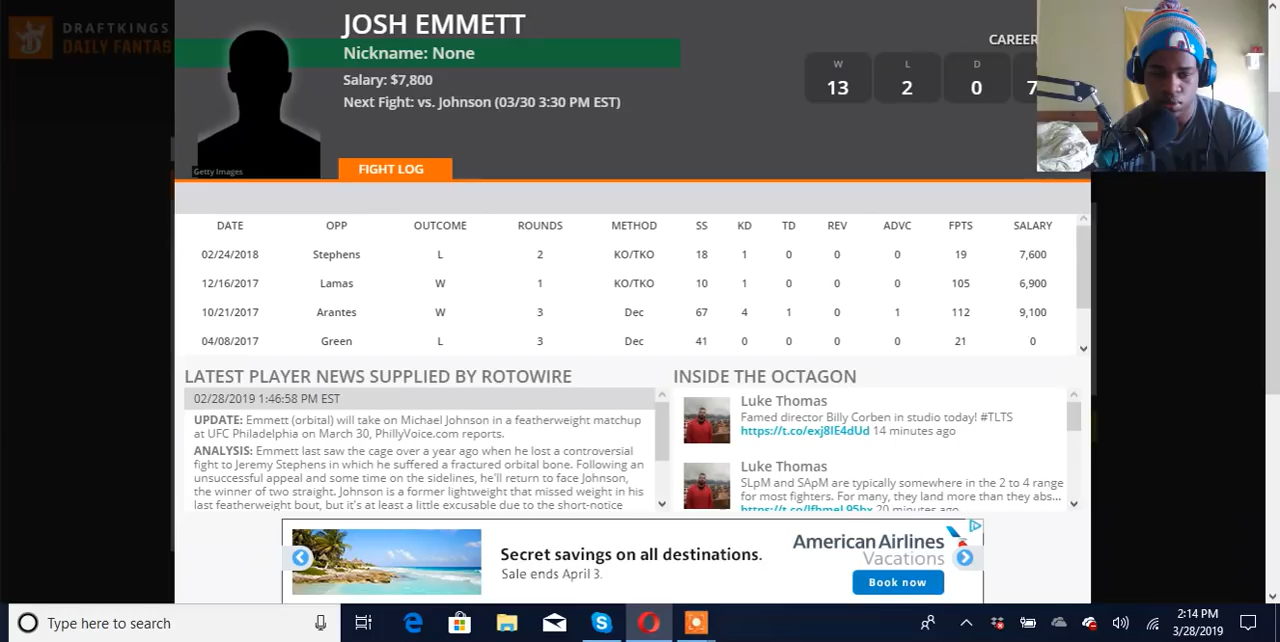 DRAFTKINGS
DAILY FANTAS
JOSH EMMETT
Nickname: None
Salary: $7,800
Next Fight: vs. Johnson (03/30 3:30 PM EST)
CAREER
W L D
13 2 0 7
Getty Images
FIGHT LOG
DATE OPP OUTCOME ROUNDS METHOD SS KD TD REV ADVC FPTS SALARY
02/24/2018 Stephens L 2 KO/TKO 18 1 0 0 0 19 7,600
12/16/2017 Lamas W 1 KO/TKO 10 1 0 0 0 105 6,900
10/21/2017 Arantes W 3 Dec 67 4 1 0 1 112 9,100
04/08/2017 Green L 3 Dec 41 0 0 0 0 21 0
LATEST PLAYER NEWS SUPPLIED BY ROTOWIRE
02/28/2019 1:46:58 PM EST
UPDATE: Emmett (orbital) will take on Michael Johnson in a featherweight matchup
at UFC Philadelphia on March 30, PhillyVoice.com reports.
ANALYSIS: Emmett last saw the cage over a year ago when he lost a controversial
fight to Jeremy Stephens in which he suffered a fractured orbital bone. Following an
unsuccessful appeal and some time on the sidelines, he'll return to face Johnson,
the winner of two straight. Johnson is a former lightweight that missed weight in his
last featherweight bout, but it's at least a little excusable due to the short-notice
INSIDE THE OCTAGON
Luke Thomas
Famed director Billy Corben in studio today! #TLTS
https://t.co/exj8lE4dUd 14 minutes ago
Luke Thomas
SLpM and SApM are typically somewhere in the 2 to 4 range
for most fighters. For many, they land more than they abs...
20 minutes ago
Secret savings on all destinations.
Sale ends April 3.
American Airlines
Vacations
Book now
Type here to search
2:14 PM
3/28/2019